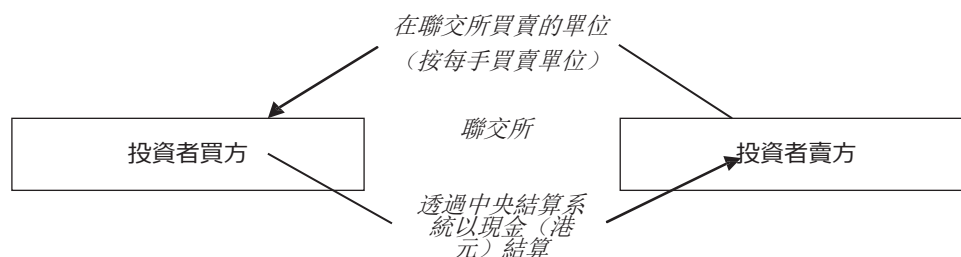 在聯交所買賣的單位
（按每手買賣單位）
聯交所
投資者買方
投資者賣方
透過中央結算系
統以現金（港
元）結算